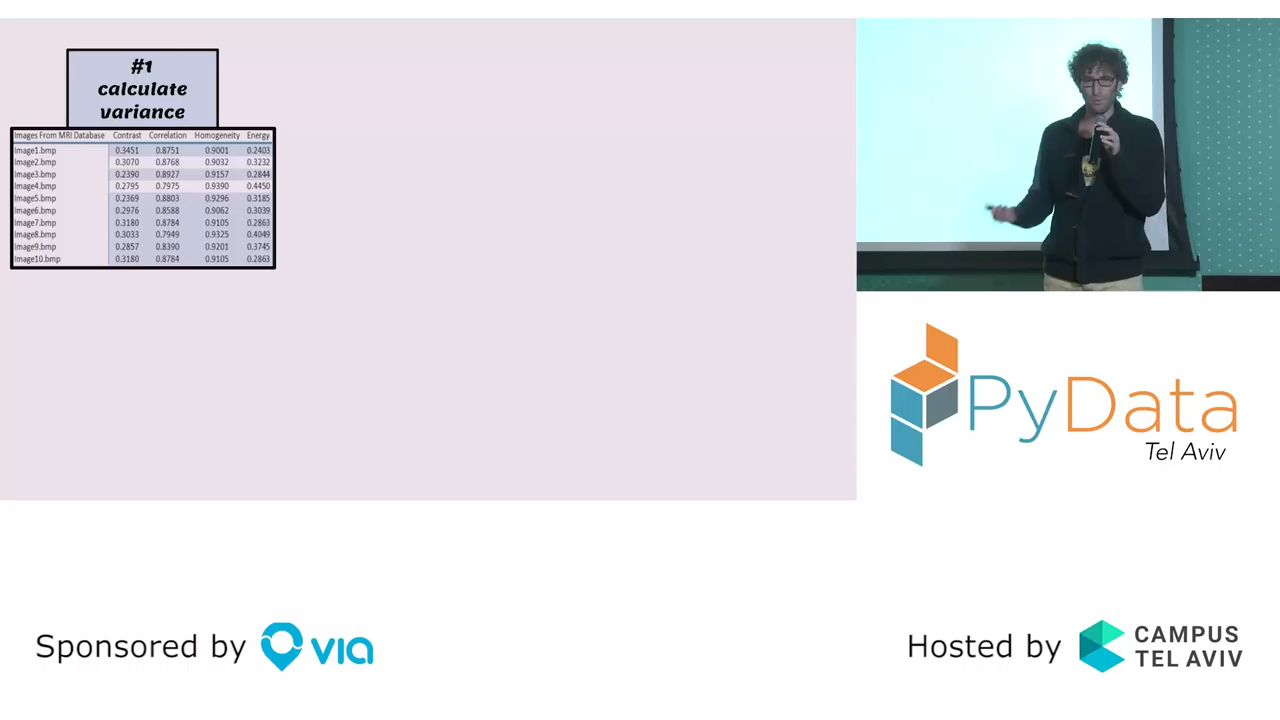 #1
calculate
variance
Images From MRI Database Contrast Correlation Homogeneity Energy
Image1.bmp 0.3451 0.8751 0.9001 0.2403
Image2.bmp 0.3070 0.8768 0.9032 0.3232
Image3.bmp 0.2390 0.8927 0.9157 0.2844
Image4.bmp 0.2795 0.7975 0.9390 0.4450
Image5.bmp 0.2369 0.8803 0.9296 0.3185
Image6.bmp 0.2976 0.8588 0.9062 0.3039
Image7.bmp 0.3180 0.8784 0.9105 0.2863
Image8.bmp 0.3033 0.7949 0.9325 0.4049
Image9.bmp 0.2857 0.8390 0.9201 0.3745
Image10.bmp 0.3180 0.8784 0.9105 0.2863
PyData
Tel Aviv
Sponsored by via
Hosted by CAMPUS
TEL AVIV